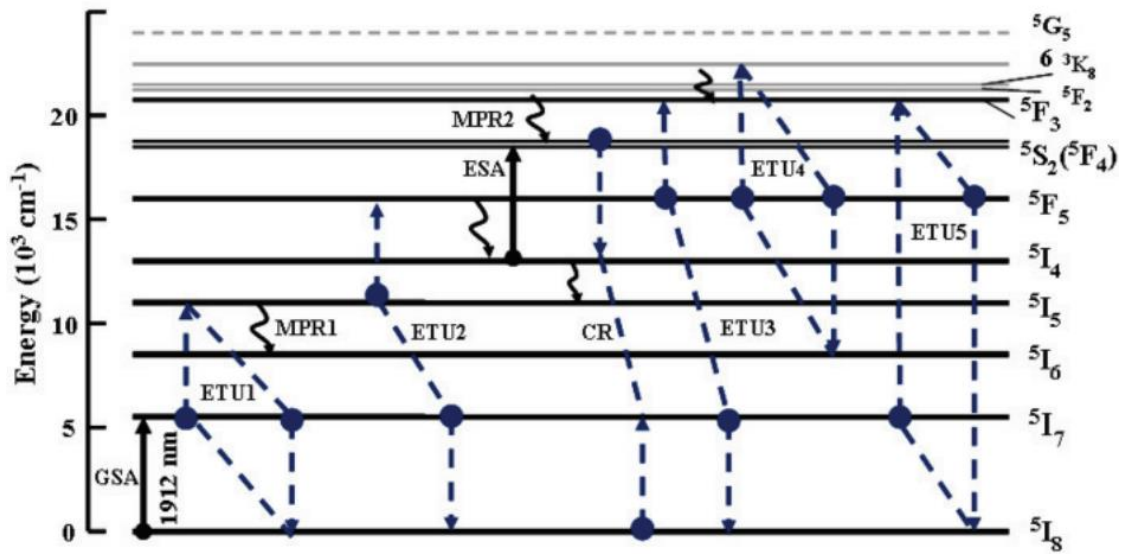 ⁵G₅
6 ³K₈
⁵F₂
⁵F₃
20
MPR2
⁵S₂(⁵F₄)
ESA
ETU4
⁵F₅
15
ETU5
⁵I₄
Energy (10³ cm⁻¹)
⁵I₅
10
MPR1
ETU2
CR
ETU3
⁵I₆
ETU1
5
⁵I₇
GSA
1912 nm
0
⁵I₈